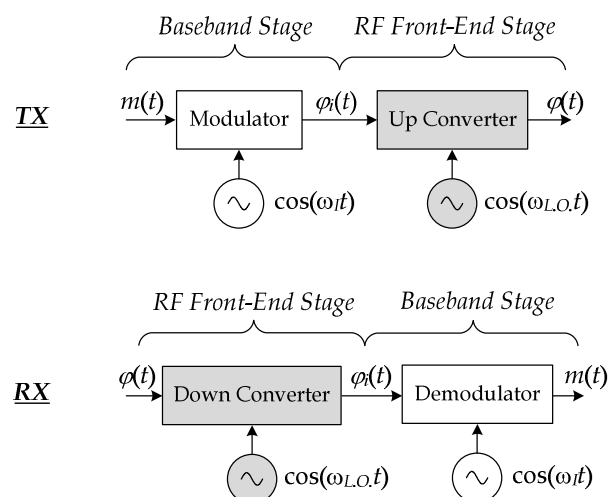 Baseband Stage RF Front-End Stage
TX m(t) Modulator φi(t) Up Converter φ(t)
cos(ωIt) cos(ωL.O.t)
RF Front-End Stage Baseband Stage
RX φ(t) Down Converter φi(t) Demodulator m(t)
cos(ωL.O.t) cos(ωIt)